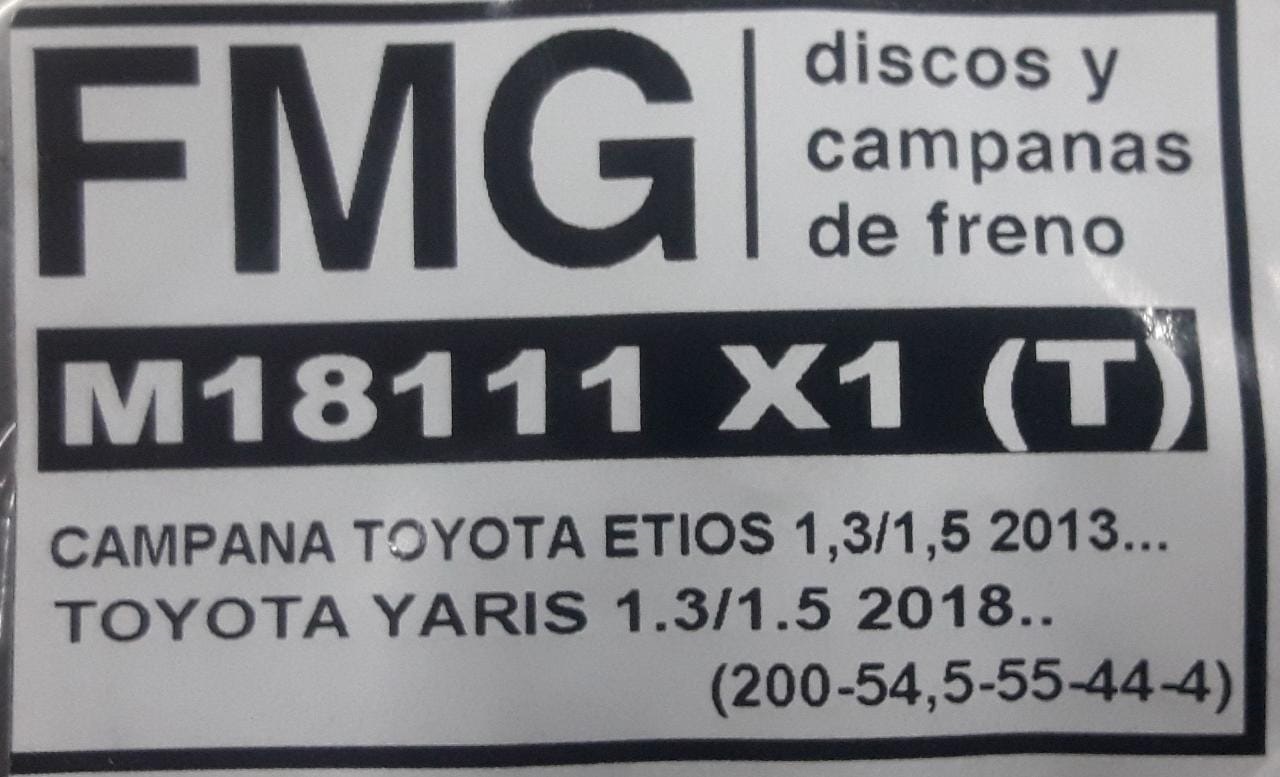 FMG
discos y
campanas
de freno
M18111 X1 (T)
CAMPANA TOYOTA ETIOS 1,3/1,5 2013...
TOYOTA YARIS 1.3/1.5 2018..
(200-54,5-55-44-4)